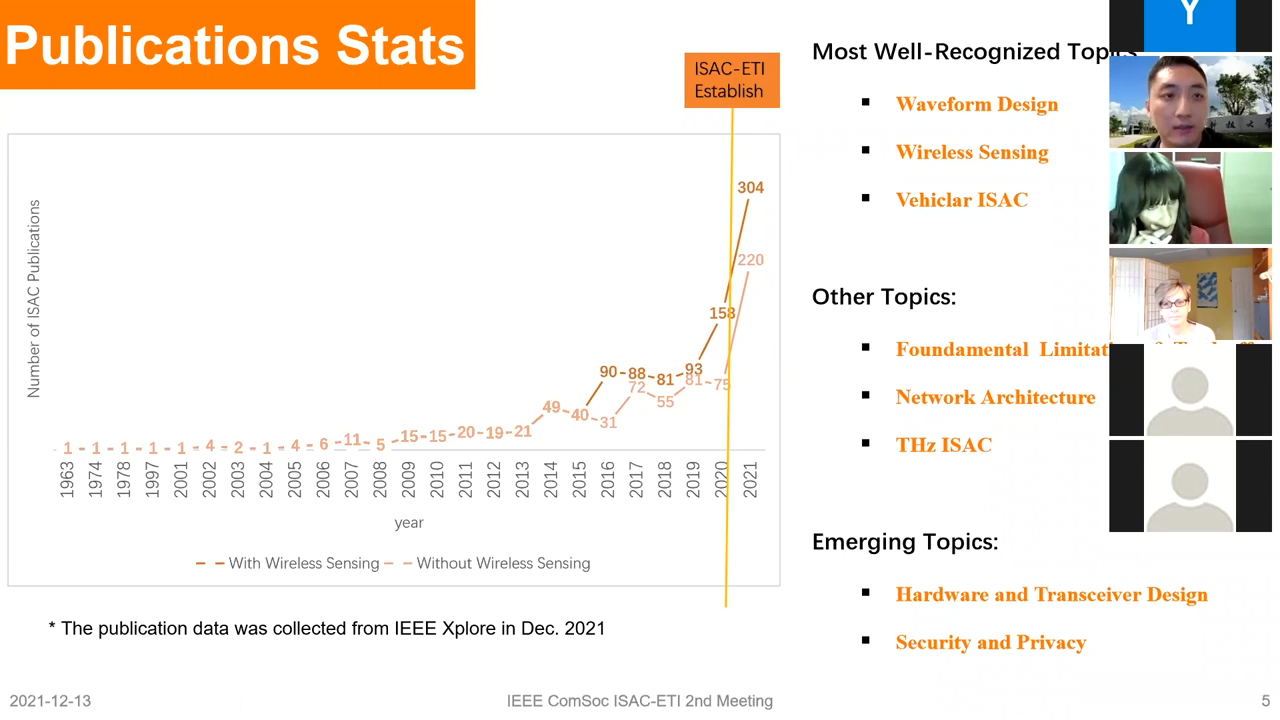 Publications Stats
ISAC-ETI
Establish
Number of ISAC Publications
304
220
158
90 88 81 93
72 55 81 75
49 40 31
1 1 1 1 1 4 2 1 4 6 11 5 15 15 20 19 21
1963 1974 1978 1997 2001 2002 2003 2004 2005 2006 2007 2008 2009 2010 2011 2012 2013 2014 2015 2016 2017 2018 2019 2020 2021
year
With Wireless Sensing Without Wireless Sensing
* The publication data was collected from IEEE Xplore in Dec. 2021
Most Well-Recognized Topics
▪ Waveform Design
▪ Wireless Sensing
▪ Vehiclar ISAC
Other Topics:
▪ Foundamental Limitat
▪ Network Architecture
▪ THz ISAC
Emerging Topics:
▪ Hardware and Transceiver Design
▪ Security and Privacy
Y
2021-12-13
IEEE ComSoc ISAC-ETI 2nd Meeting
5